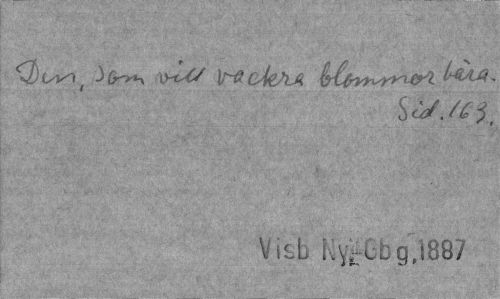 Den, som vill vackra blommor bära.
Sid. 163.
Visb Ny, Gbg, 1887